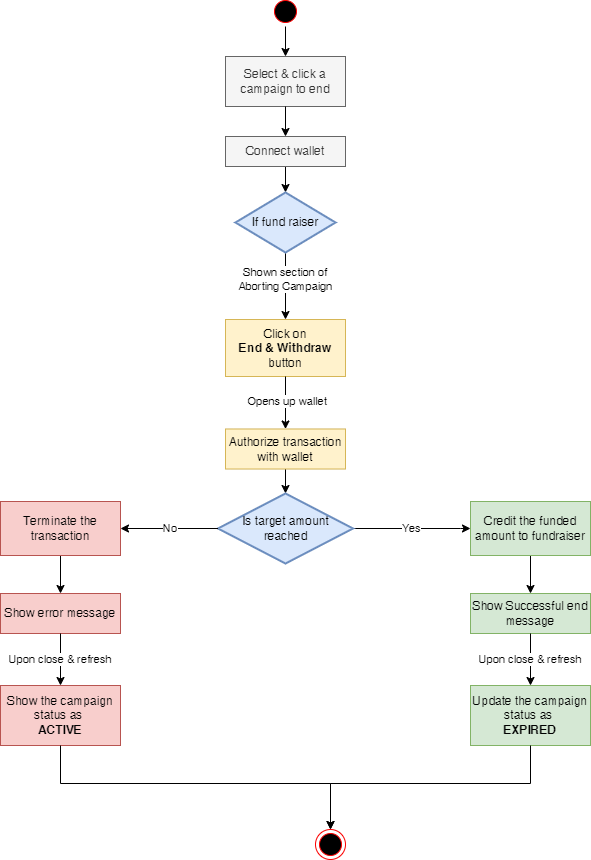 Select & click a
campaign to end
Connect wallet
If fund raiser
Shown section of
Aborting Campaign
Click on
End & Withdraw
button
Opens up wallet
Authorize transaction
with wallet
Is target amount
reached
No
Yes
Terminate the
transaction
Credit the funded
amount to fundraiser
Show error message
Show Successful end
message
Upon close & refresh
Upon close & refresh
Show the campaign
status as
ACTIVE
Update the campaign
status as
EXPIRED